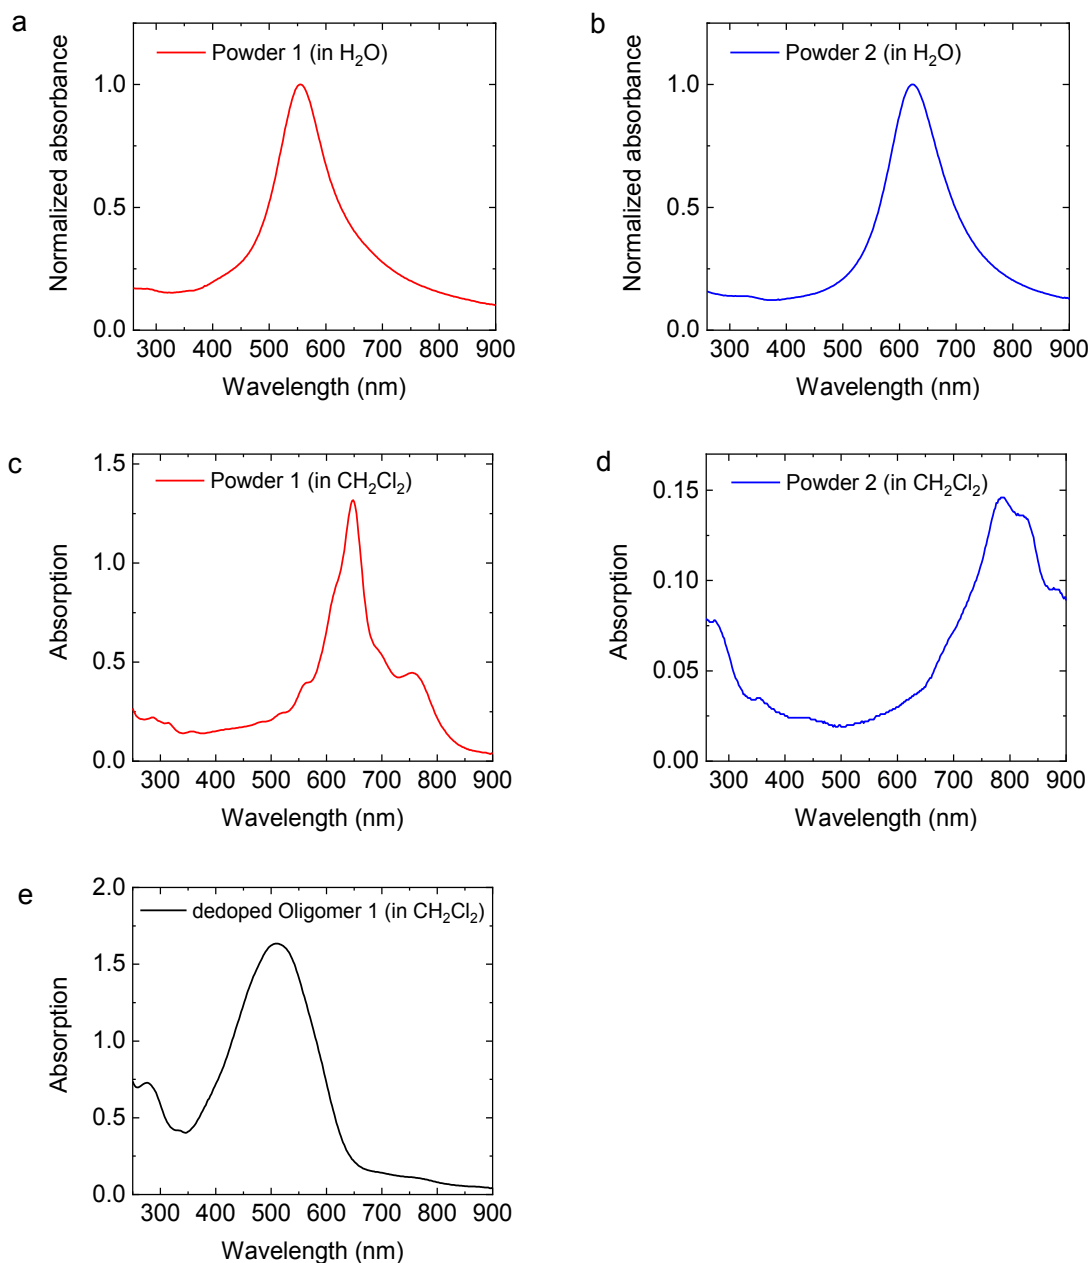 a
Powder 1 (in H₂O)
Normalized absorbance
1.0
0.5
0.0
300 400 500 600 700 800 900
Wavelength (nm)
b
Powder 2 (in H₂O)
Normalized absorbance
1.0
0.5
0.0
300 400 500 600 700 800 900
Wavelength (nm)
c
Powder 1 (in CH₂Cl₂)
Absorption
1.5
1.0
0.5
0.0
300 400 500 600 700 800 900
Wavelength (nm)
d
Powder 2 (in CH₂Cl₂)
Absorption
0.15
0.10
0.05
0.00
300 400 500 600 700 800 900
Wavelength (nm)
e
dedoped Oligomer 1 (in CH₂Cl₂)
Absorption
2.0
1.5
1.0
0.5
0.0
300 400 500 600 700 800 900
Wavelength (nm)